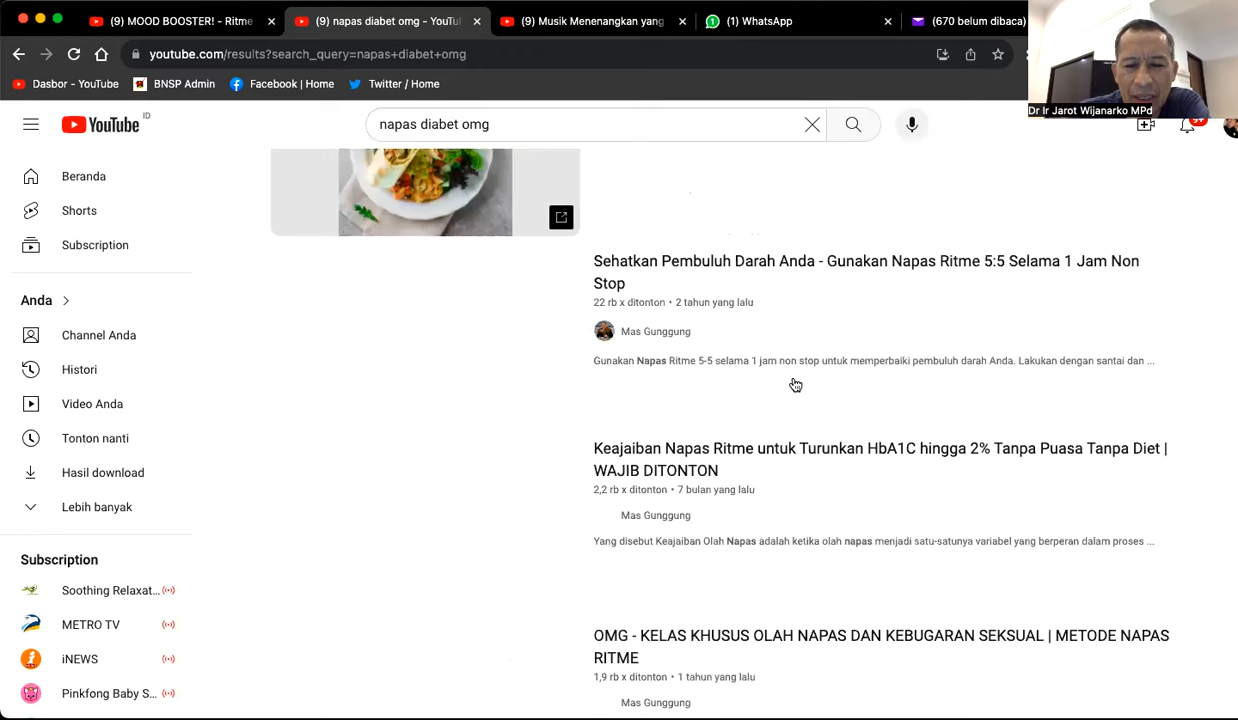 (9) MOOD BOOSTER! - Ritme
(9) napas diabet omg - YouTu
(9) Musik Menenangkan yang
(1) WhatsApp
(670 belum dibaca)
youtube.com/results?search_query=napas+diabet+omg
Dasbor - YouTube
BNSP Admin
Facebook | Home
Twitter / Home
Dr Ir Jarot Wijanarko MPd
YouTube ID
napas diabet omg
9+
Beranda
Shorts
Subscription
Anda
Channel Anda
Histori
Video Anda
Tonton nanti
Hasil download
Lebih banyak
Subscription
Soothing Relaxat...
METRO TV
iNEWS
Pinkfong Baby S...
Sehatkan Pembuluh Darah Anda - Gunakan Napas Ritme 5:5 Selama 1 Jam Non
Stop
22 rb x ditonton • 2 tahun yang lalu
Mas Gunggung
Gunakan Napas Ritme 5-5 selama 1 jam non stop untuk memperbaiki pembuluh darah Anda. Lakukan dengan santai dan ...
Keajaiban Napas Ritme untuk Turunkan HbA1C hingga 2% Tanpa Puasa Tanpa Diet |
WAJIB DITONTON
2,2 rb x ditonton • 7 bulan yang lalu
Mas Gunggung
Yang disebut Keajaiban Olah Napas adalah ketika olah napas menjadi satu-satunya variabel yang berperan dalam proses ...
OMG - KELAS KHUSUS OLAH NAPAS DAN KEBUGARAN SEKSUAL | METODE NAPAS
RITME
1,9 rb x ditonton • 1 tahun yang lalu
Mas Gunggung